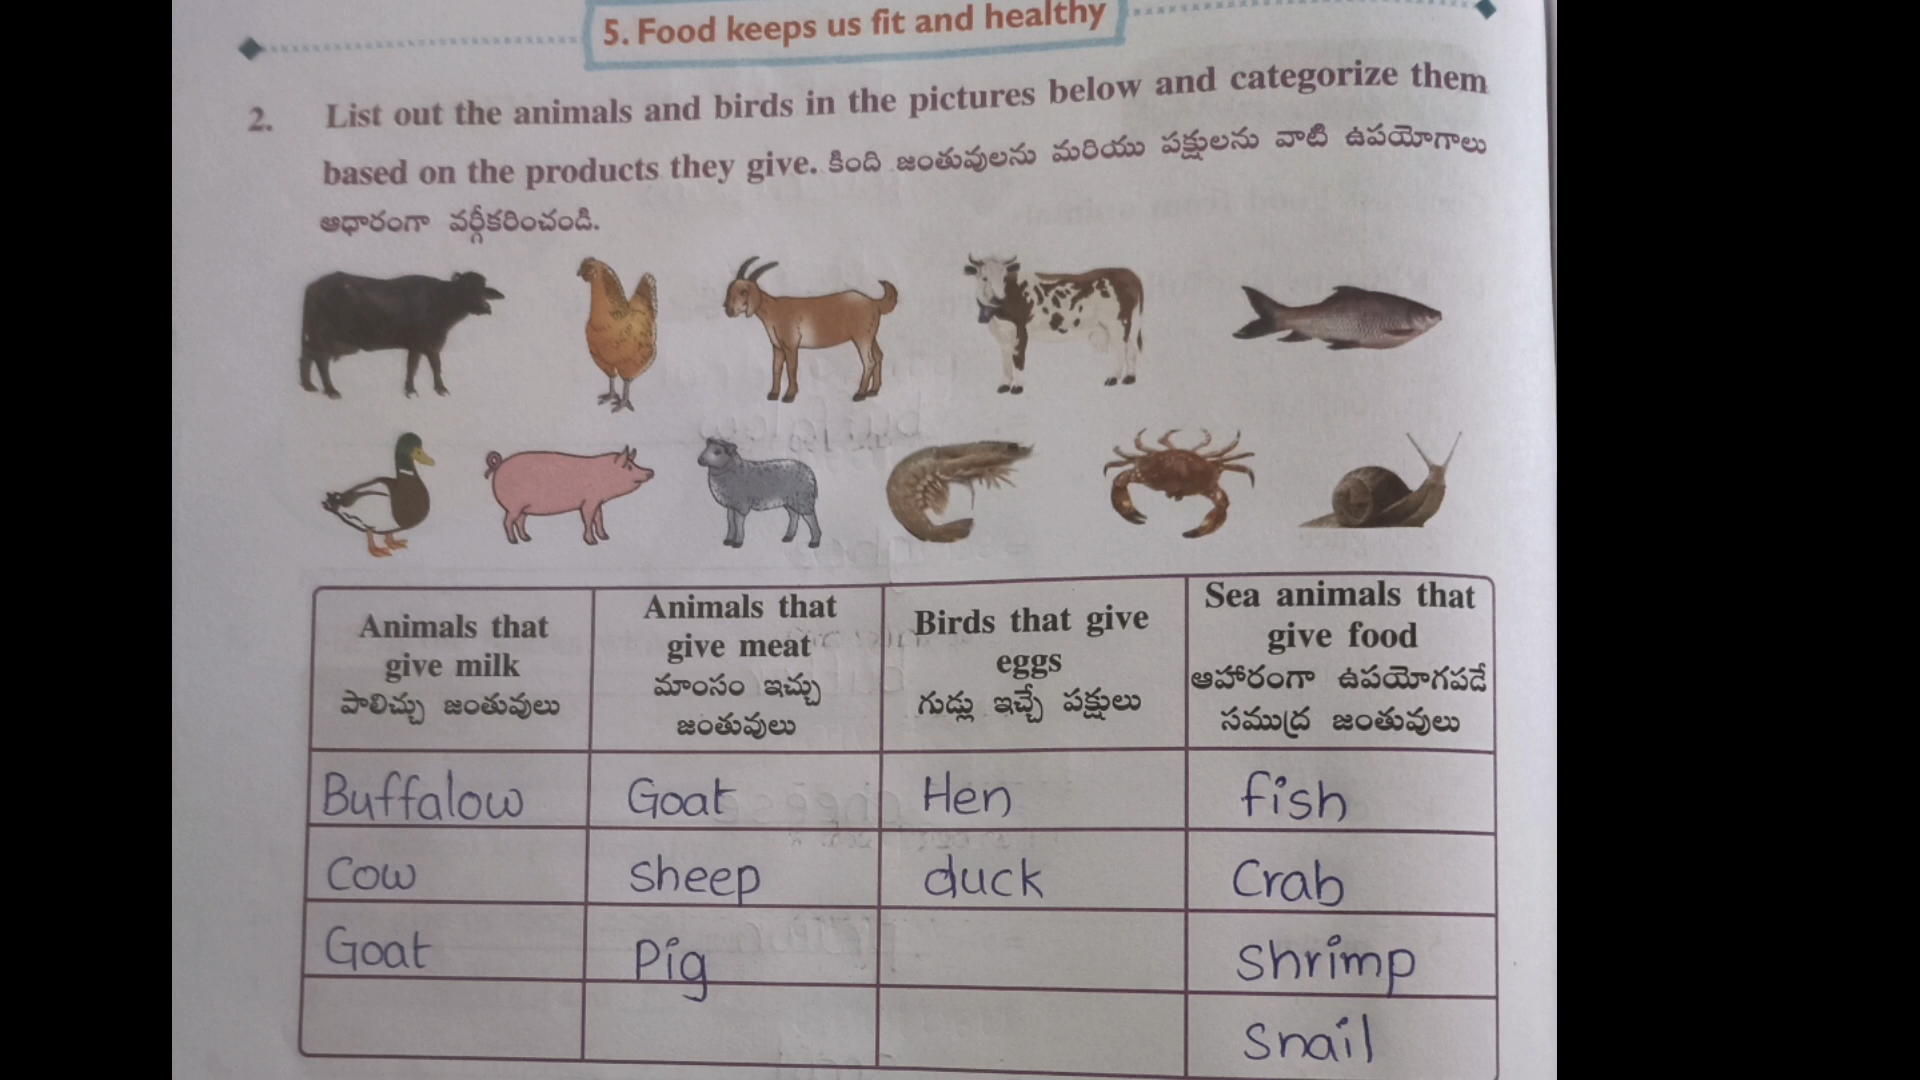 5. Food keeps us fit and healthy
2. List out the animals and birds in the pictures below and categorize them
based on the products they give. కింది జంతువులను మరియు పక్షులను వాటి ఉపయోగాలు
ఆధారంగా వర్గీకరించండి.
Animals that
give milk
పాలిచ్చు జంతువులు
Animals that
give meat
మాంసం ఇచ్చు
జంతువులు
Birds that give
eggs
గుడ్లు ఇచ్చే పక్షులు
Sea animals that
give food
ఆహారంగా ఉపయోగపడే
సముద్ర జంతువులు
Buffalow Goat Hen fish
Cow Sheep duck Crab
Goat Pig Shrimp
Snail